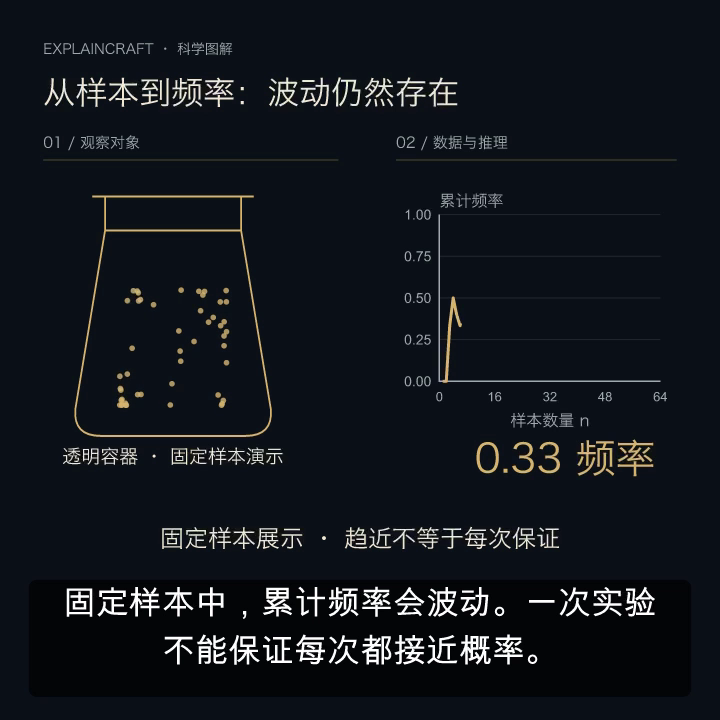 EXPLAINCRAFT · 科学图解
从样本到频率：波动仍然存在
01 / 观察对象
02 / 数据与推理
累计频率
1.00
0.75
0.50
0.25
0.00
0 16 32 48 64
样本数量 n
透明容器 · 固定样本演示
0.33 频率
固定样本展示 · 趋近不等于每次保证
固定样本中，累计频率会波动。一次实验
不能保证每次都接近概率。